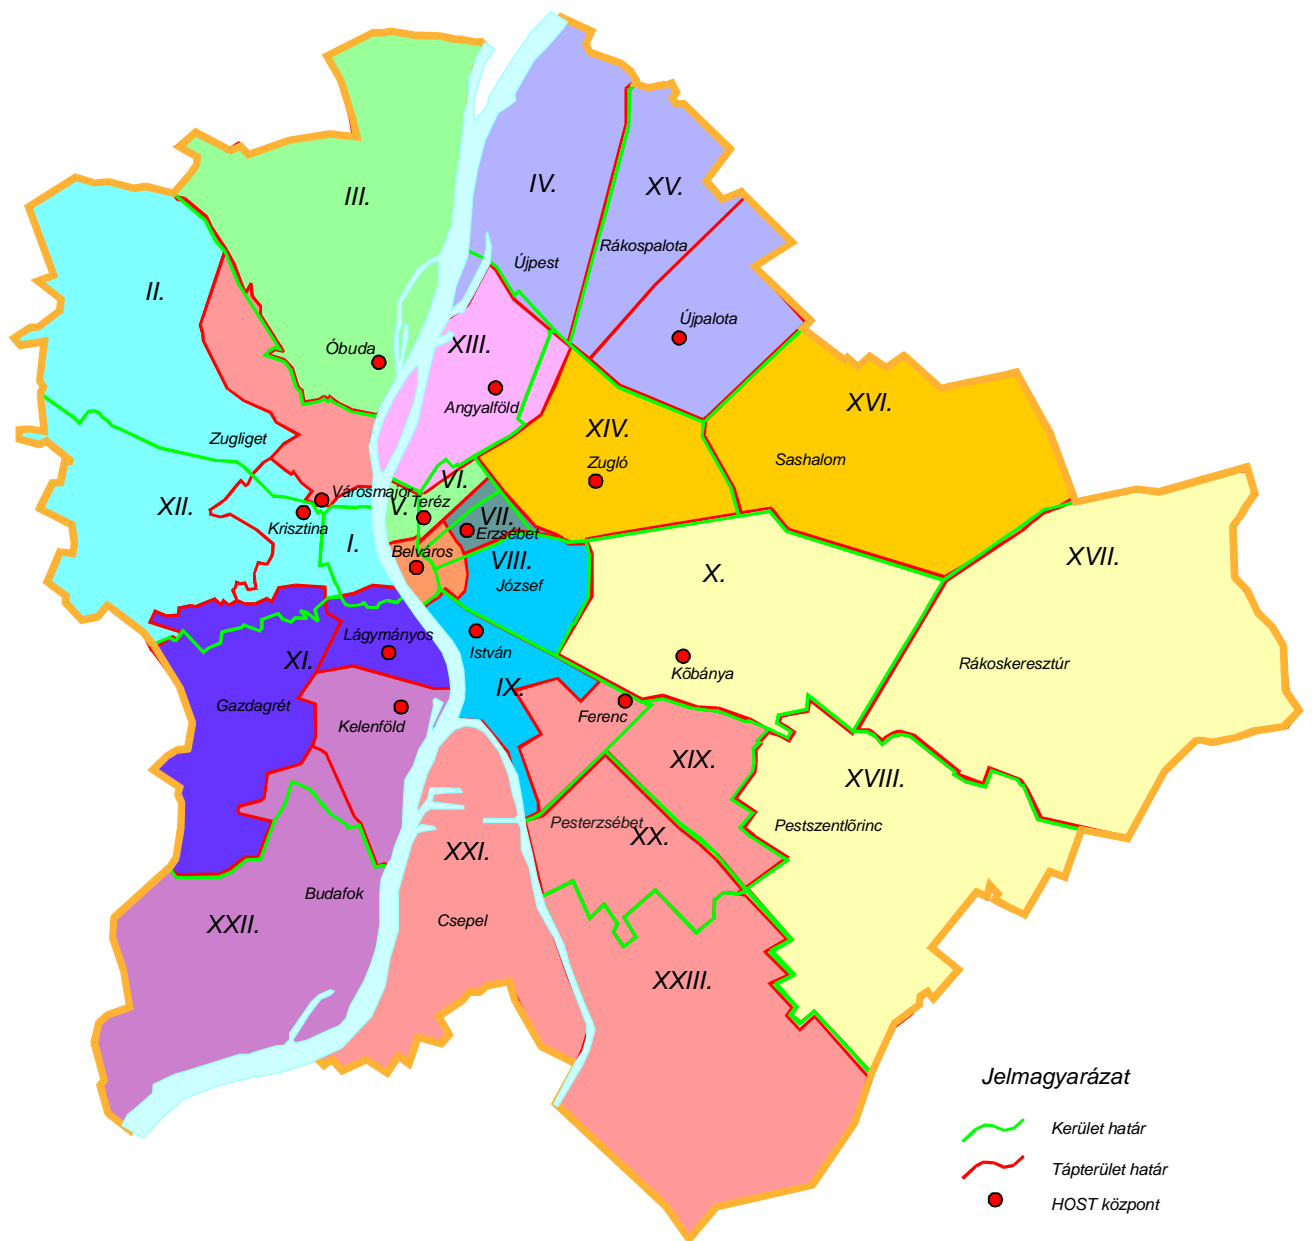 IV.
XV.
III.
Rákospalota
Újpest
II.
Újpalota
XIII.
Óbuda
XVI.
Angyalföld
XIV.
Zugliget
Zugló
Sashalom
VI.
Városmajor
XII.
V.
Teréz
Krisztina
VII.
Erzsébet
I.
Belváros
XVII.
VIII.
X.
József
Lágymányos
István
XI.
Rákoskeresztúr
Kõbánya
IX.
Gazdagrét
Ferenc
Kelenföld
XIX.
XVIII.
Pesterzsébet
XX.
Pestszentlõrinc
XXI.
Budafok
XXII.
Csepel
XXIII.
Jelmagyarázat
Kerület határ
Tápterület határ
HOST központ